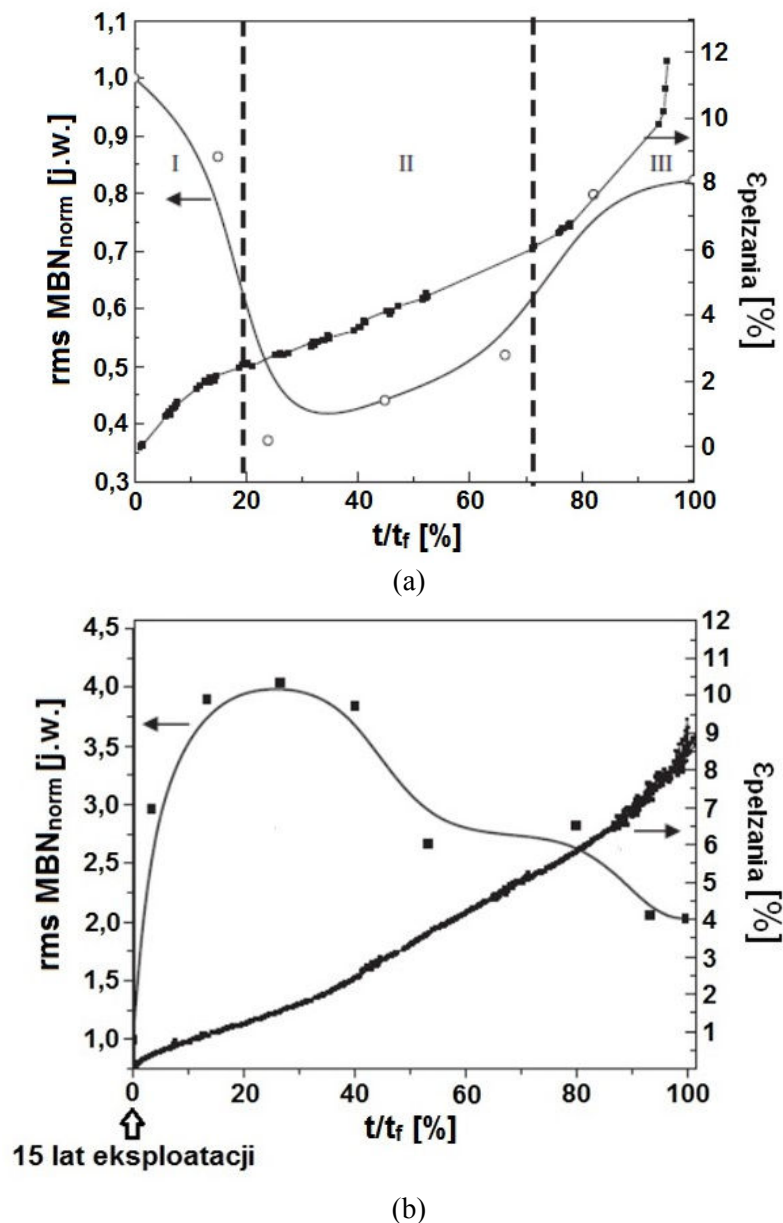 1,1
1,0
0,9
0,8
0,7
0,6
0,5
0,4
0,3
rms MBNnorm [j.w.]
I
II
III
12
10
8
6
4
2
0
εpełzania [%]
0 20 40 60 80 100
t/tf [%]
(a)
4,5
4,0
3,5
3,0
2,5
2,0
1,5
1,0
rms MBNnorm [j.w.]
12
11
10
9
8
7
6
5
4
3
2
1
εpełzania [%]
0 20 40 60 80 100
t/tf [%]
15 lat eksploatacji
(b)